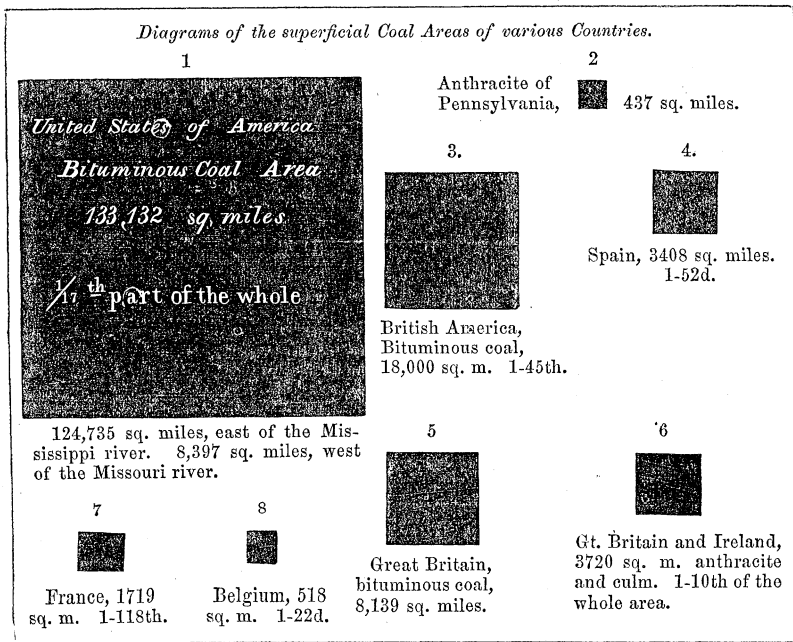 Diagrams of the superficial Coal Areas of various Countries.
1
United States of America
Bituminous Coal Area
133,132 sq. miles
1/17 th part of the whole
124,735 sq. miles, east of the Mis-
sissippi river. 8,397 sq. miles, west
of the Missouri river.
2
Anthracite of
Pennsylvania, 437 sq. miles.
3.
British America,
Bituminous coal,
18,000 sq. m. 1-45th.
4.
Spain, 3408 sq. miles.
1-52d.
5
Great Britain,
bituminous coal,
8,139 sq. miles.
6
Gt. Britain and Ireland,
3720 sq. m. anthracite
and culm. 1-10th of the
whole area.
7
France, 1719
sq. m. 1-118th.
8
Belgium, 518
sq. m. 1-22d.